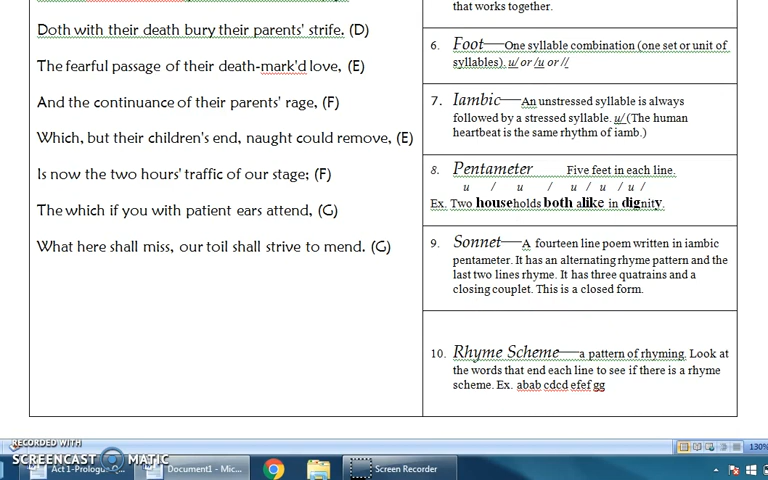 Doth with their death bury their parents' strife. (D)
The fearful passage of their death-mark'd love, (E)
And the continuance of their parents' rage, (F)
Which, but their children's end, naught could remove, (E)
Is now the two hours' traffic of our stage; (F)
The which if you with patient ears attend, (G)
What here shall miss, our toil shall strive to mend. (G)
that works together.
6. Foot—One syllable combination (one set or unit of
syllables). u/ or /u or //
7. Iambic—An unstressed syllable is always
followed by a stressed syllable. u/ (The human
heartbeat is the same rhythm of iamb.)
8. Pentameter Five feet in each line.
u / u / u / u / u /
Ex. Two households both alike in dignity.
9. Sonnet—A fourteen line poem written in iambic
pentameter. It has an alternating rhyme pattern and the
last two lines rhyme. It has three quatrains and a
closing couplet. This is a closed form.
10. Rhyme Scheme—a pattern of rhyming. Look at
the words that end each line to see if there is a rhyme
scheme. Ex. abab cdcd efef gg
RECORDED WITH
SCREENCAST MATIC
130%
Act 1-Prologue
Document1 - Mic...
Screen Recorder